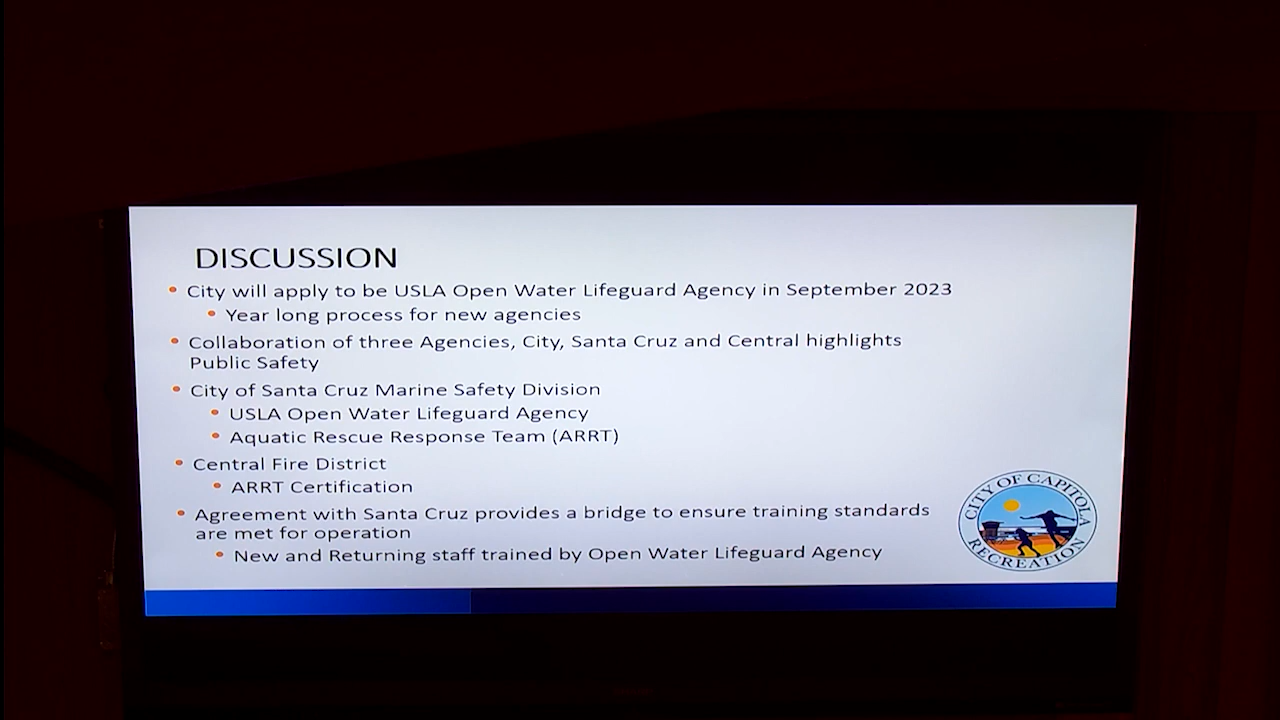 DISCUSSION
• City will apply to be USLA Open Water Lifeguard Agency in September 2023
• Year long process for new agencies
• Collaboration of three Agencies, City, Santa Cruz and Central highlights
Public Safety
• City of Santa Cruz Marine Safety Division
• USLA Open Water Lifeguard Agency
• Aquatic Rescue Response Team (ARRT)
• Central Fire District
• ARRT Certification
• Agreement with Santa Cruz provides a bridge to ensure training standards
are met for operation
• New and Returning staff trained by Open Water Lifeguard Agency
CITY OF CAPITOLA
RECREATION